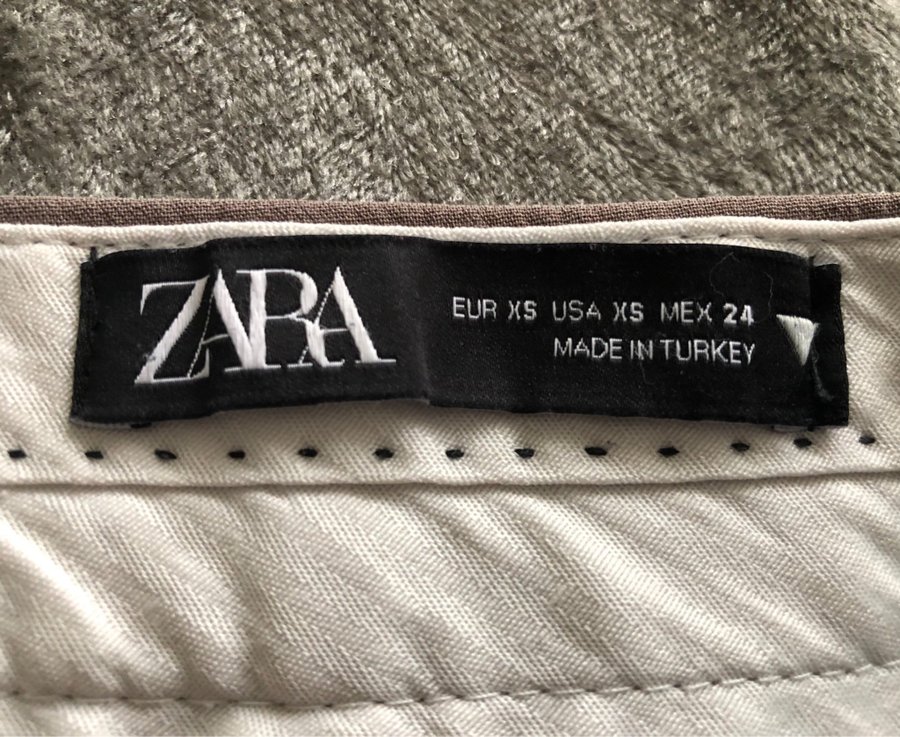 ZARA
EUR XS USA XS MEX 24
MADE IN TURKEY